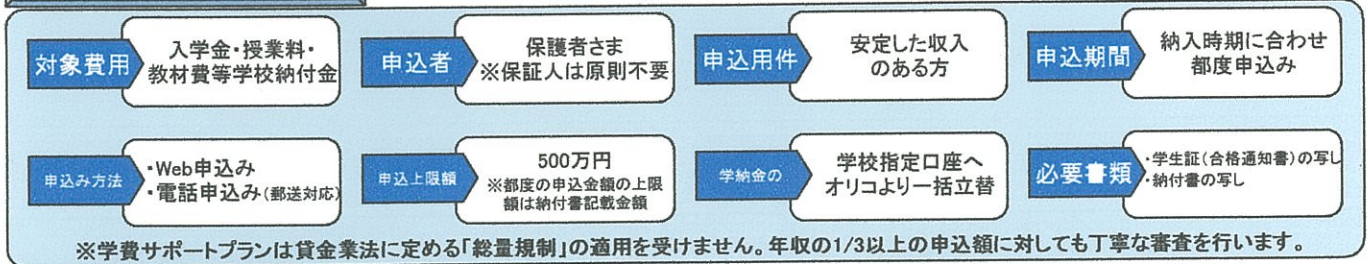 対象費用
入学金・授業料・
教材費等学校納付金
申込者
保護者さま
※保証人は原則不要
申込用件
安定した収入
のある方
申込期間
納入時期に合わせ
都度申込み
申込み方法
・Web申込み
・電話申込み(郵送対応)
申込上限額
500万円
※都度の申込金額の上限
額は納付書記載金額
学納金の
学校指定口座へ
オリコより一括立替
必要書類
・学生証(合格通知書)の写し
・納付書の写し
※学費サポートプランは貸金業法に定める「総量規制」の適用を受けません。年収の1/3以上の申込額に対しても丁寧な審査を行います。